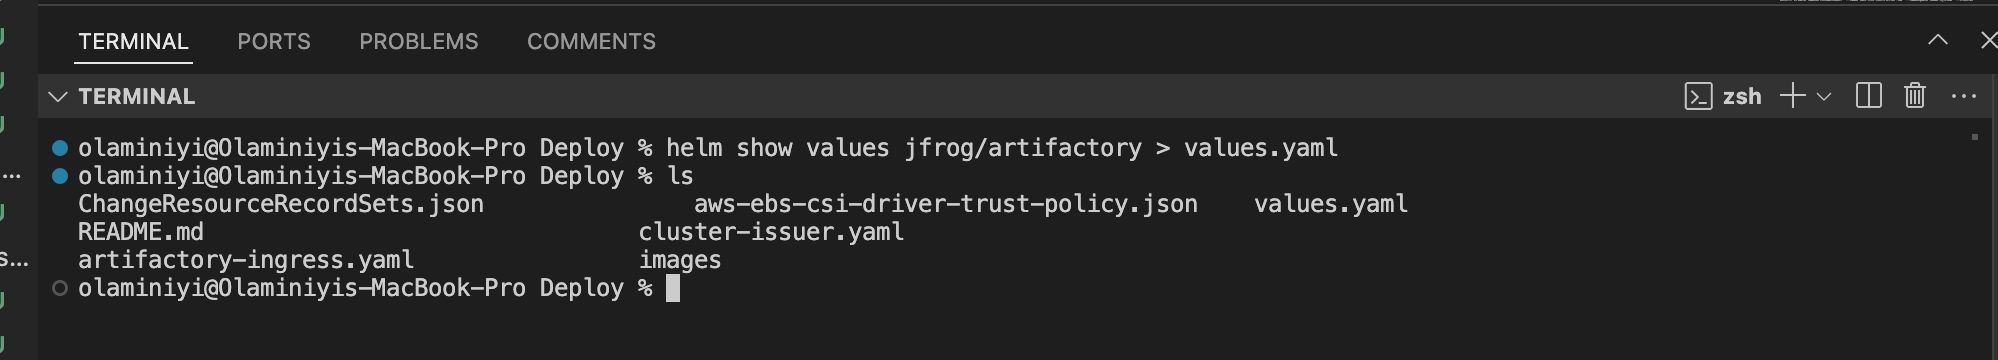 TERMINAL PORTS PROBLEMS COMMENTS
TERMINAL zsh
olaminiyi@Olaminiyis-MacBook-Pro Deploy % helm show values jfrog/artifactory > values.yaml
olaminiyi@Olaminiyis-MacBook-Pro Deploy % ls
ChangeResourceRecordSets.json aws-ebs-csi-driver-trust-policy.json values.yaml
README.md cluster-issuer.yaml
artifactory-ingress.yaml images
olaminiyi@Olaminiyis-MacBook-Pro Deploy %